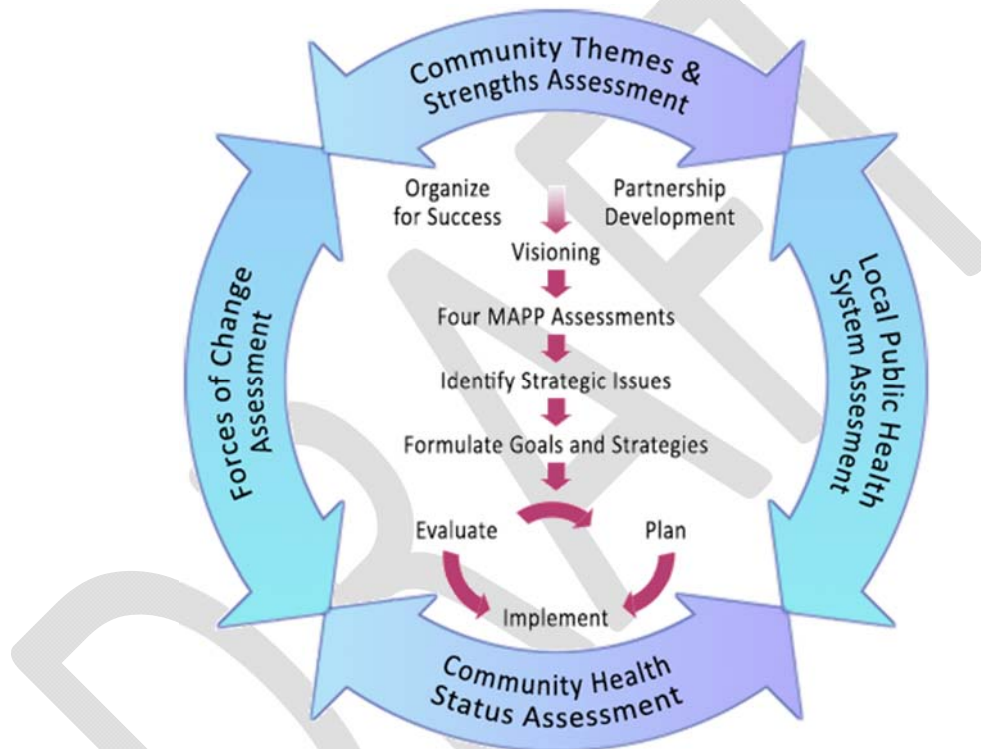 Community Themes &
Strengths Assessment
Organize
for Success
Partnership
Development
Visioning
Four MAPP Assessments
Identify Strategic Issues
Formulate Goals and Strategies
Evaluate
Plan
Implement
Forces of Change
Assessment
Local Public Health
System Assesment
Community Health
Status Assessment
DRAFT